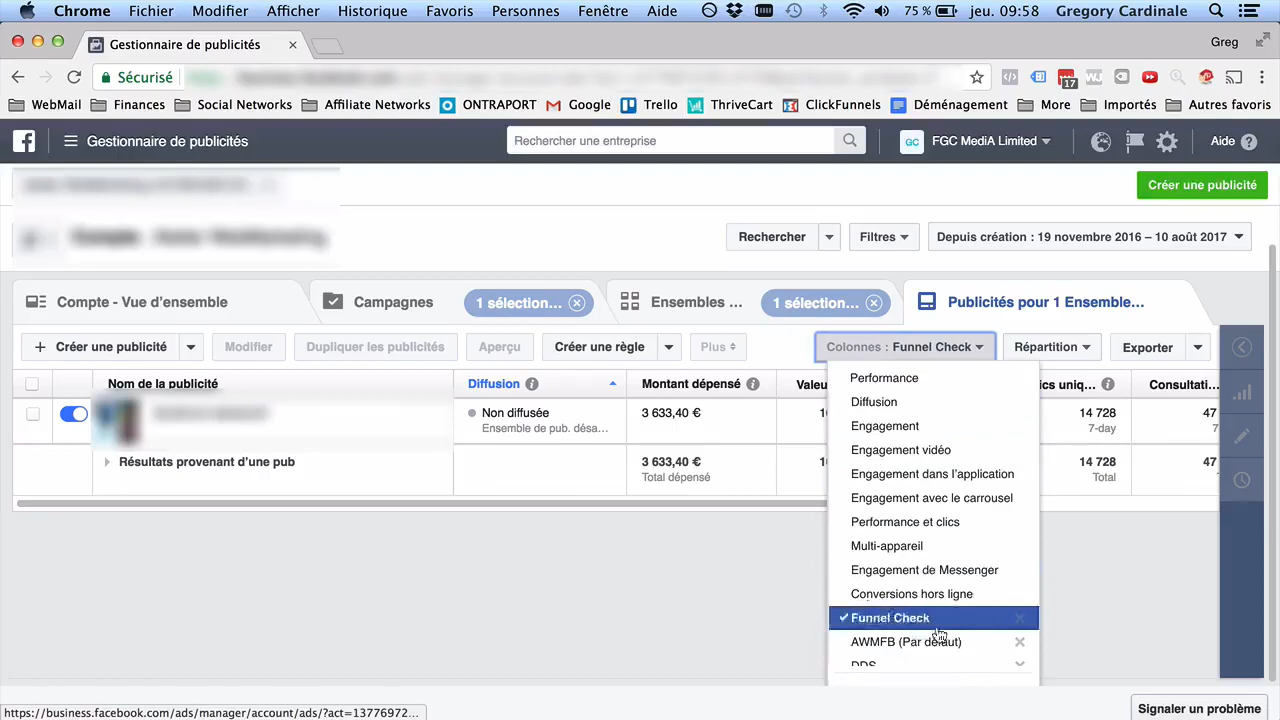 Chrome Fichier Modifier Afficher Historique Favoris Personnes Fenêtre Aide 75 % jeu. 09:58 Gregory Cardinale
Gestionnaire de publicités Greg
Sécurisé 17
WebMail Finances Social Networks Affiliate Networks ONTRAPORT Google Trello ThriveCart ClickFunnels Déménagement More Importés Autres favoris
Gestionnaire de publicités Rechercher une entreprise GC FGC MediA Limited Aide
Créer une publicité
Rechercher Filtres Depuis création : 19 novembre 2016 – 10 août 2017
Compte - Vue d'ensemble Campagnes 1 sélection... Ensembles ... 1 sélection... Publicités pour 1 Ensemble...
+ Créer une publicité Modifier Dupliquer les publicités Aperçu Créer une règle Plus Colonnes : Funnel Check Répartition Exporter
Nom de la publicité Diffusion Montant dépensé Valeu cs uniq... Consultati...
Non diffusée 3 633,40 € 14 728 47
Ensemble de pub. désa... 7-day 7
Résultats provenant d'une pub 3 633,40 € 14 728 47
Total dépensé Total
Performance
Diffusion
Engagement
Engagement vidéo
Engagement dans l'application
Engagement avec le carrousel
Performance et clics
Multi-appareil
Engagement de Messenger
Conversions hors ligne
Funnel Check
AWMFB (Par défaut)
DDS
https://business.facebook.com/ads/manager/account/ads/?act=13776972...
Signaler un problème